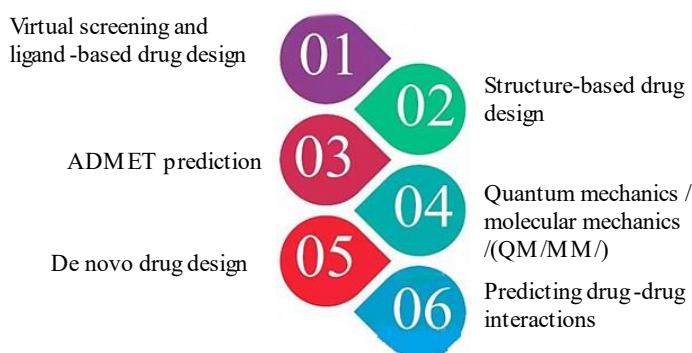 Virtual screening and
ligand -based drug design
01
02
Structure-based drug
design
03
ADMET prediction
04
Quantum mechanics /
molecular mechanics
/(QM/MM/)
05
De novo drug design
06
Predicting drug -drug
interactions